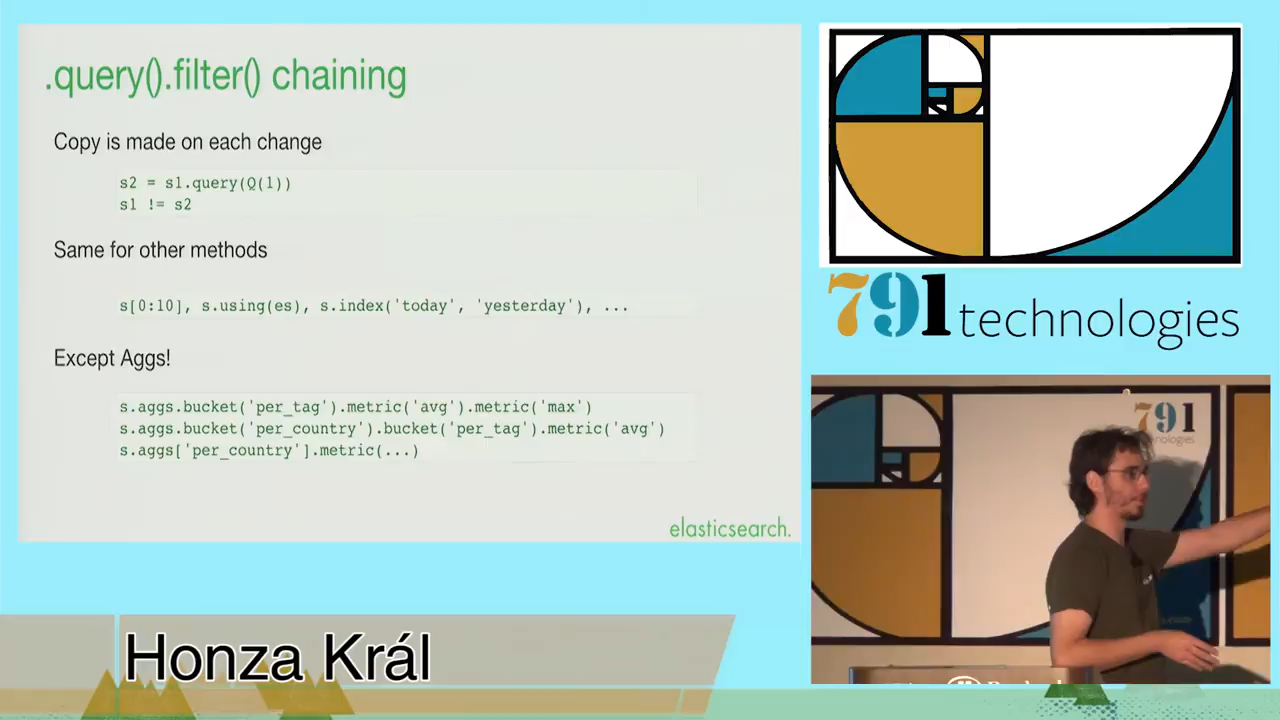 .query().filter() chaining
Copy is made on each change
s2 = s1.query(Q(1))
s1 != s2
Same for other methods
s[0:10], s.using(es), s.index('today', 'yesterday'), ...
Except Aggs!
s.aggs.bucket('per_tag').metric('avg').metric('max')
s.aggs.bucket('per_country').bucket('per_tag').metric('avg')
s.aggs['per_country'].metric(...)
elasticsearch.
791 technologies
791
Honza Král